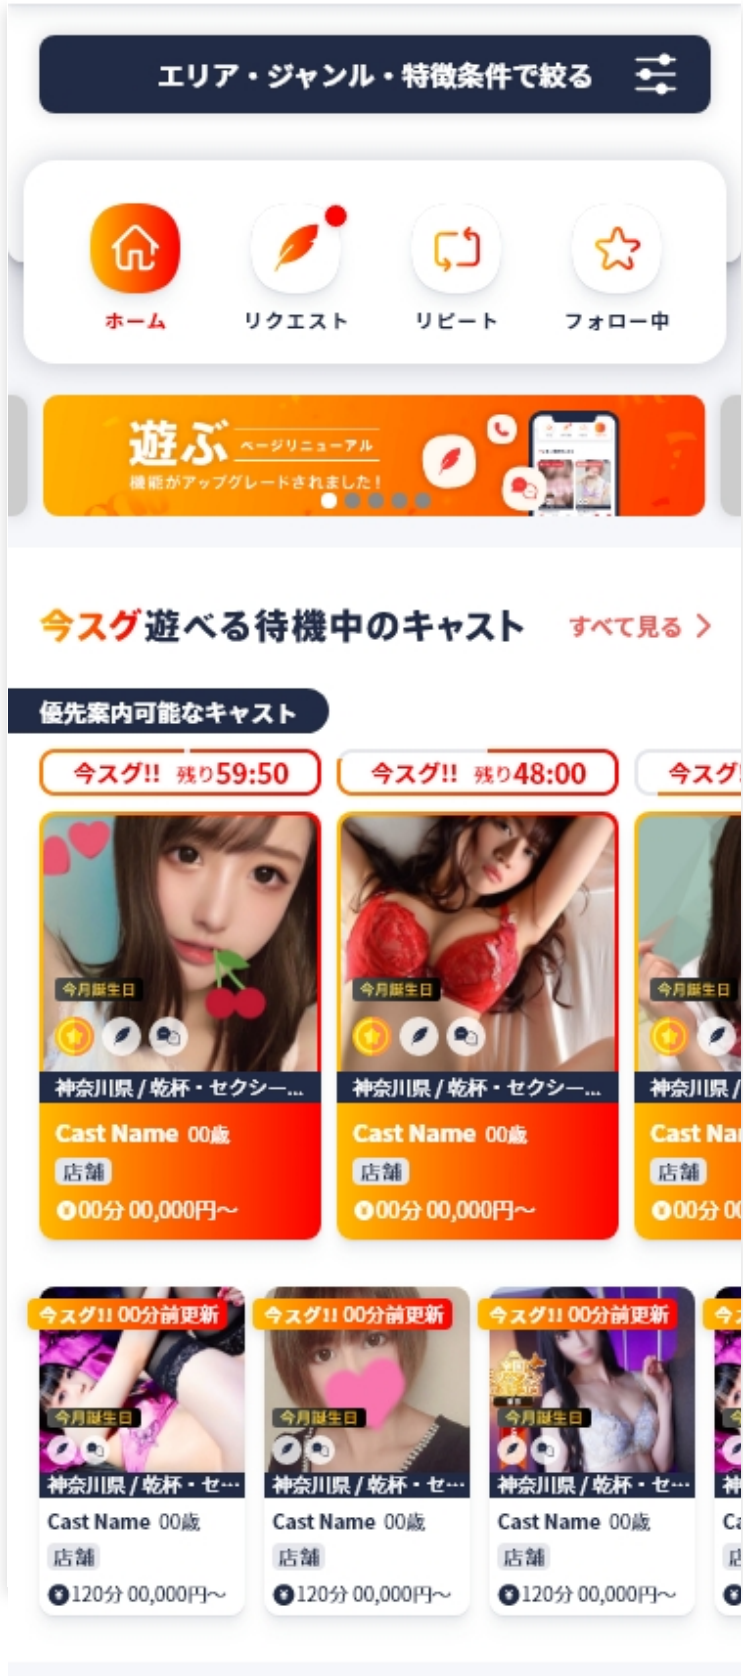 エリア・ジャンル・特徴条件で絞る
ホーム
リクエスト
リピート
フォロー中
遊ぶ ページリニューアル
機能がアップグレードされました！
今スグ遊べる待機中のキャスト
すべて見る
優先案内可能なキャスト
今スグ!! 残り59:50
今スグ!! 残り48:00
今スグ!
今月誕生日
今月誕生日
今月誕生日
神奈川県 / 乾杯・セクシー...
神奈川県 / 乾杯・セクシー...
神奈川県 /
Cast Name 00歳
Cast Name 00歳
Cast Na
店舗
店舗
店舗
¥00分 00,000円〜
¥00分 00,000円〜
¥00分 00
今スグ!! 00分前更新
今スグ!! 00分前更新
今スグ!! 00分前更新
今月誕生日
今月誕生日
今月誕生日
神奈川県 / 乾杯・セ…
神奈川県 / 乾杯・セ…
神奈川県 / 乾杯・セ…
Cast Name 00歳
Cast Name 00歳
Cast Name 00歳
店舗
店舗
店舗
¥120分 00,000円〜
¥120分 00,000円〜
¥120分 00,000円〜